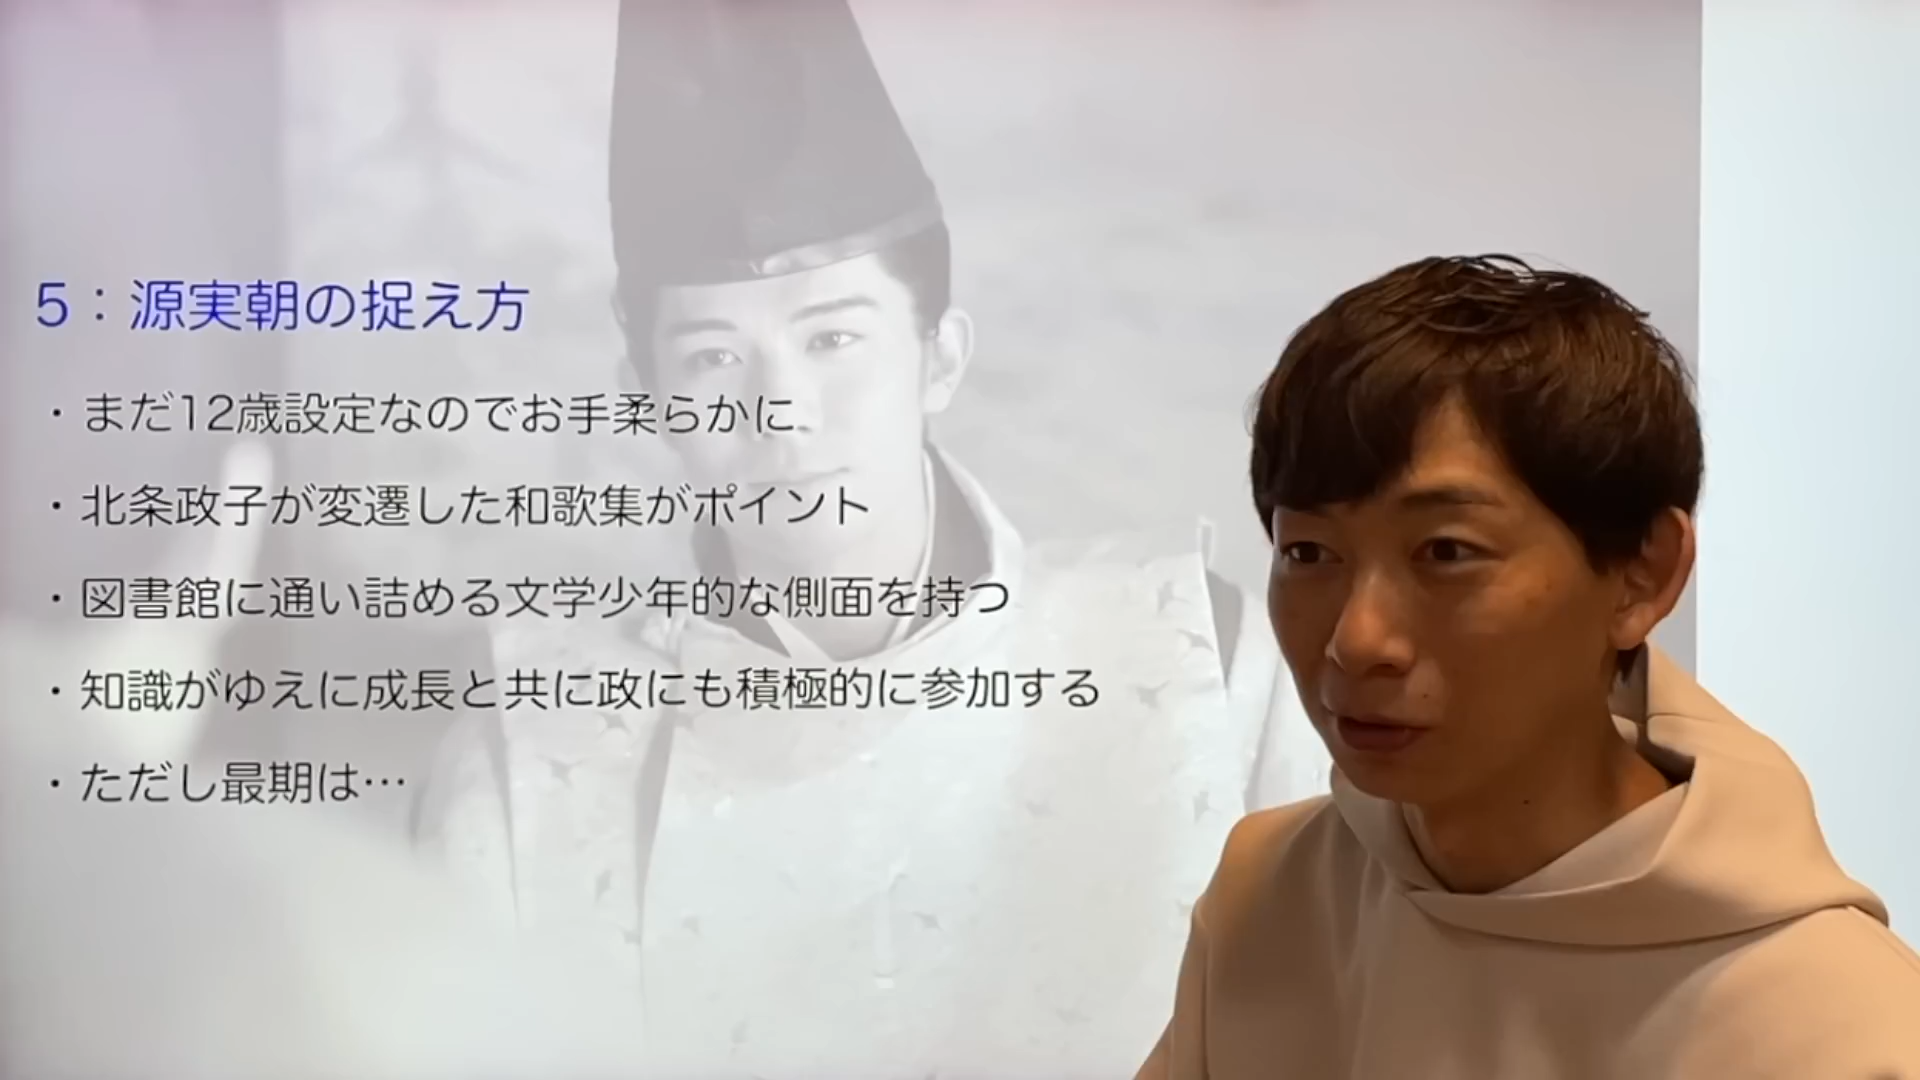 5：源実朝の捉え方
・まだ12歳設定なのでお手柔らかに
・北条政子が変遷した和歌集がポイント
・図書館に通い詰める文学少年的な側面を持つ
・知識がゆえに成長と共に政にも積極的に参加する
・ただし最期は…